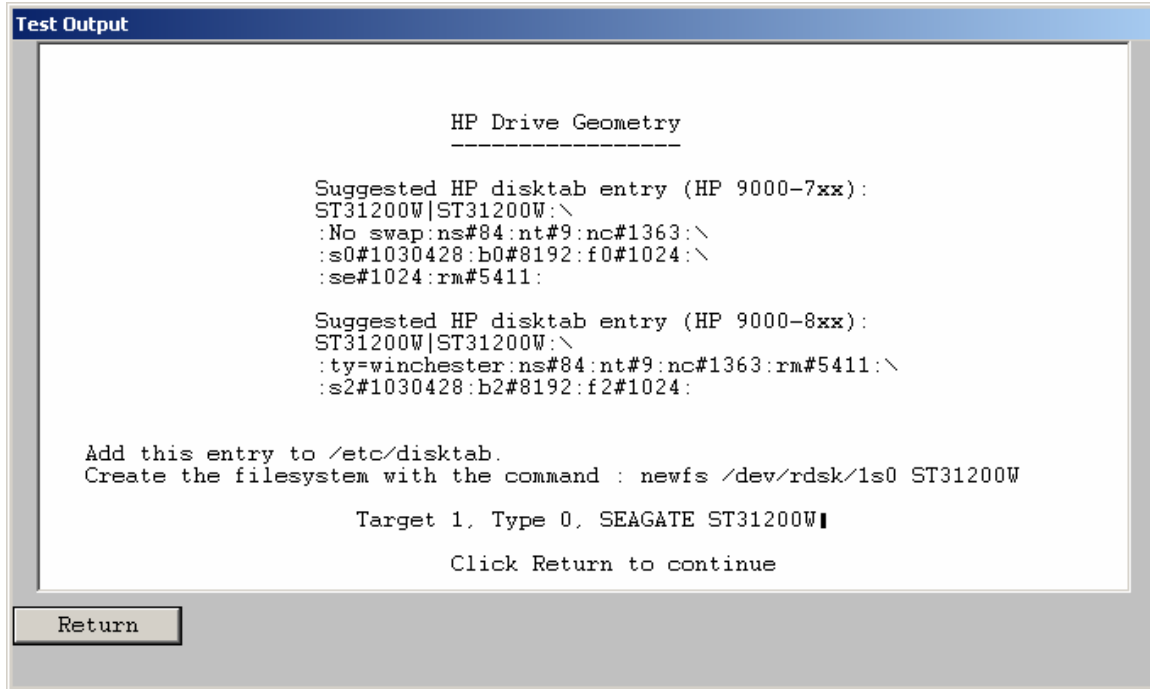 Test Output
HP Drive Geometry
-----------------
Suggested HP disktab entry (HP 9000-7xx):
ST31200W|ST31200W:\
:No swap:ns#84:nt#9:nc#1363:\
:s0#1030428:b0#8192:f0#1024:\
:se#1024:rm#5411:
Suggested HP disktab entry (HP 9000-8xx):
ST31200W|ST31200W:\
:ty=winchester:ns#84:nt#9:nc#1363:rm#5411:\
:s2#1030428:b2#8192:f2#1024:
Add this entry to /etc/disktab.
Create the filesystem with the command : newfs /dev/rdsk/1s0 ST31200W
Target 1, Type 0, SEAGATE ST31200W
Click Return to continue
Return